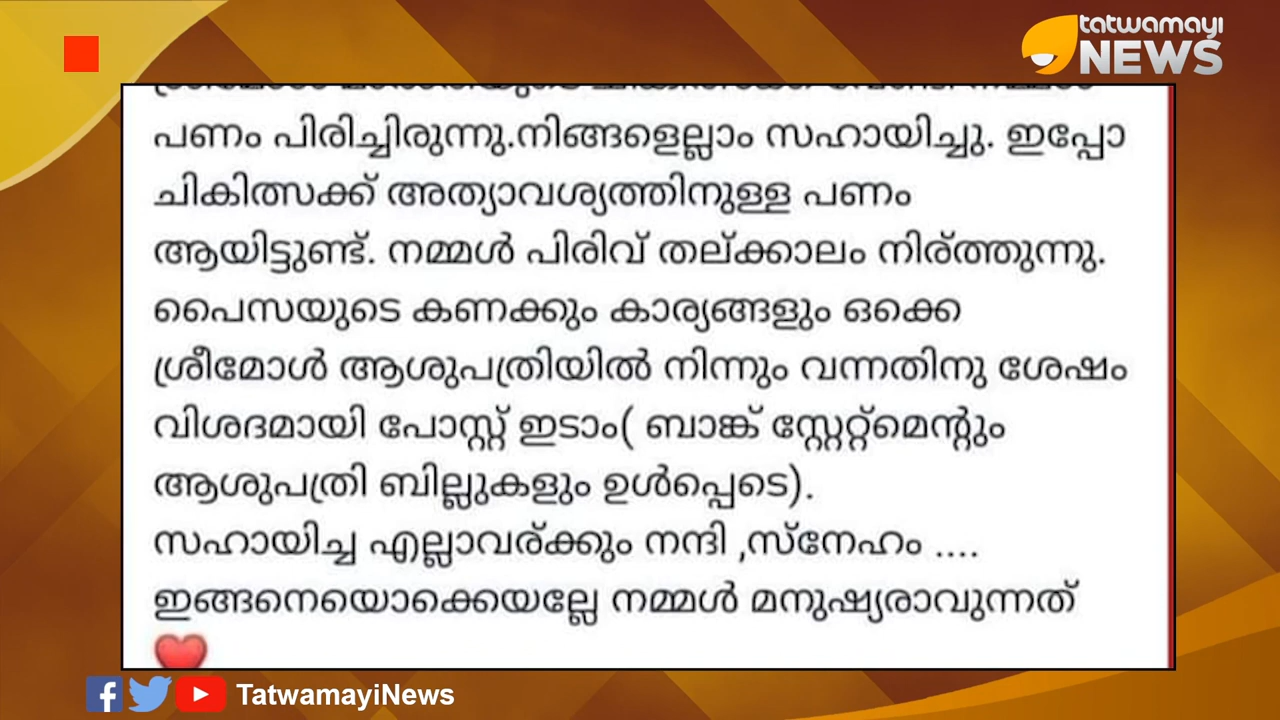 tatwamayi
NEWS
പണം പിരിച്ചിരുന്നു.നിങ്ങളെല്ലാം സഹായിച്ചു. ഇപ്പോ
ചികിത്സക്ക് അത്യാവശ്യത്തിനുള്ള പണം
ആയിട്ടുണ്ട്. നമ്മൾ പിരിവ് തല്ക്കാലം നിര്ത്തുന്നു.
പൈസയുടെ കണക്കും കാര്യങ്ങളും ഒക്കെ
ശ്രീമോൾ ആശുപത്രിയിൽ നിന്നും വന്നതിനു ശേഷം
വിശദമായി പോസ്റ്റ് ഇടാം( ബാങ്ക് സ്റ്റേറ്റ്മെന്റും
ആശുപത്രി ബില്ലുകളും ഉൾപ്പെടെ).
സഹായിച്ച എല്ലാവര്ക്കും നന്ദി ,സ്നേഹം ....
ഇങ്ങനെയൊക്കെയല്ലേ നമ്മൾ മനുഷ്യരാവുന്നത്
TatwamayiNews